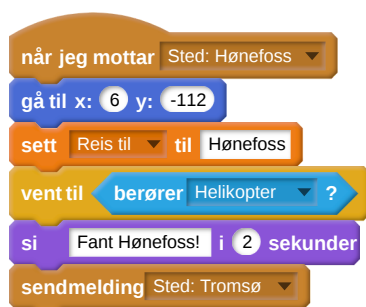 når jeg mottar Sted: Hønefoss
gå til x: 6 y: -112
sett Reis til til Hønefoss
vent til berører Helikopter ?
si Fant Hønefoss! i 2 sekunder
sendmelding Sted: Tromsø